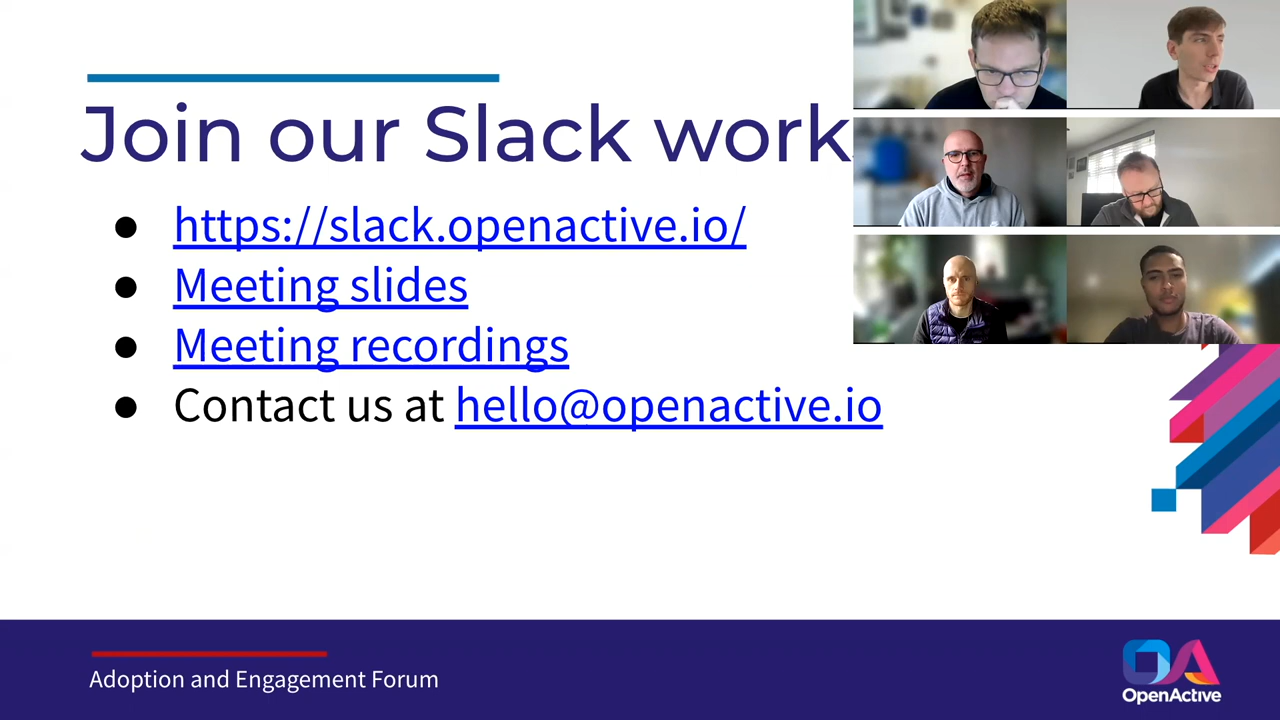 Join our Slack work
https://slack.openactive.io/
Meeting slides
Meeting recordings
Contact us at hello@openactive.io
Adoption and Engagement Forum
OA
OpenActive